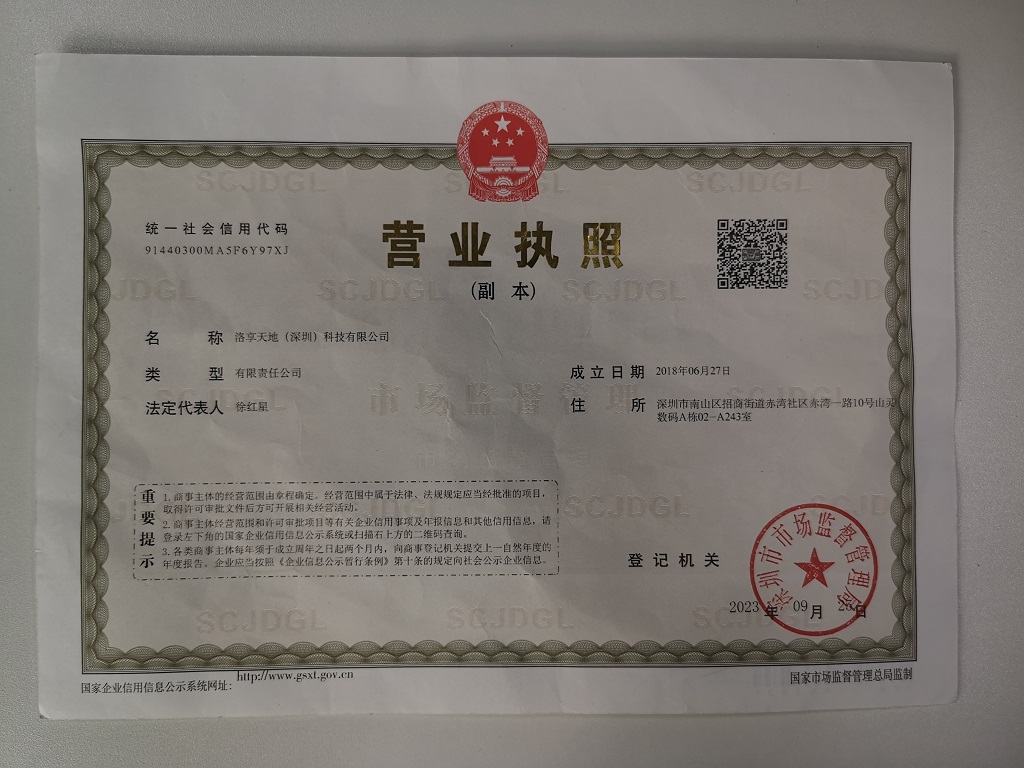 统一社会信用代码
91440300MA5F6Y97XJ
营业执照
(副 本)
名 称 洛享天地（深圳）科技有限公司
类 型 有限责任公司
法定代表人 徐红星
成立日期 2018年06月27日
住 所 深圳市南山区招商街道赤湾社区赤湾一路10号山灵
数码A栋02-A243室
重要提示
1.商事主体的经营范围由章程确定。经营范围中属于法律、法规规定应当经批准的项目，
取得许可审批文件后方可开展相关经营活动。
2.商事主体经营范围和许可审批项目等有关企业信用事项及年报信息和其他信用信息，请
登录左下角的国家企业信用信息公示系统或扫描右上方的二维码查询。
3.各类商事主体每年须于成立周年之日起两个月内，向商事登记机关提交上一自然年度的
年度报告。企业应当按照《企业信息公示暂行条例》第十条的规定向社会公示企业信息。
登记机关
深圳市市场监督管理局
2023 年 09 月 日
国家企业信用信息公示系统网址：http://www.gsxt.gov.cn
国家市场监督管理总局监制
SCJDGL SCJDGL SCJDGL
JDGL SCJDGL SCJDGL SCJD
市场监督管理
SCJDGL SCJDGL